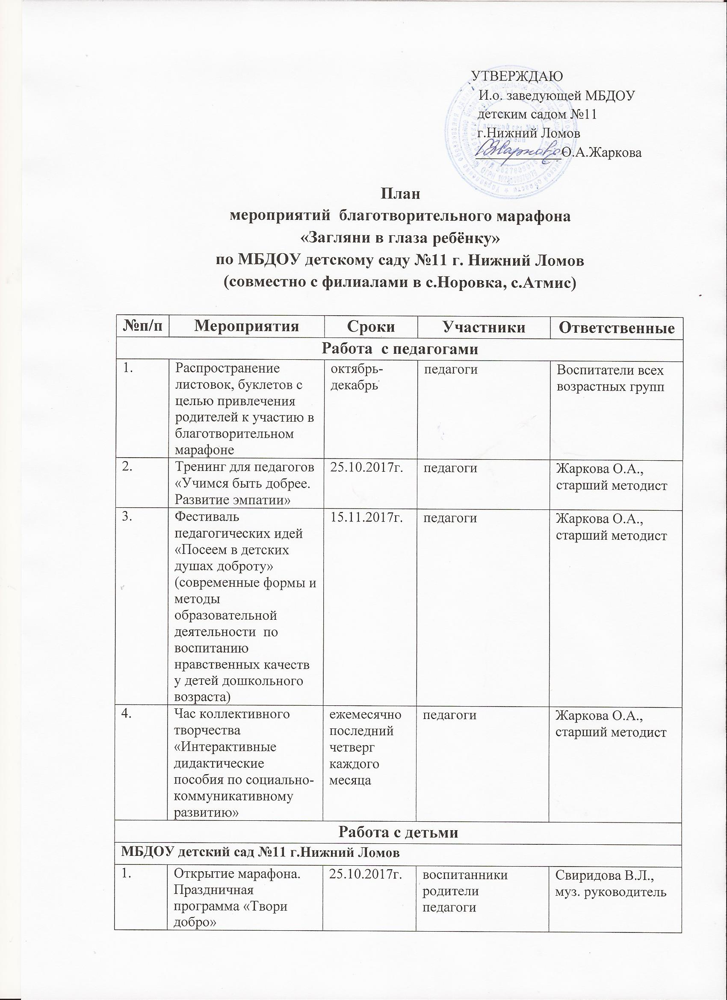 УТВЕРЖДАЮ
И.о. заведующей МБДОУ
детским садом №11
г.Нижний Ломов
О.А.Жаркова
План
мероприятий благотворительного марафона
«Загляни в глаза ребёнку»
по МБДОУ детскому саду №11 г. Нижний Ломов
(совместно с филиалами в с.Норовка, с.Атмис)
№п/п Мероприятия Сроки Участники Ответственные
Работа с педагогами
1. Распространение октябрь- педагоги Воспитатели всех
листовок, буклетов с декабрь возрастных групп
целью привлечения
родителей к участию в
благотворительном
марафоне
2. Тренинг для педагогов 25.10.2017г. педагоги Жаркова О.А.,
«Учимся быть добрее. старший методист
Развитие эмпатии»
3. Фестиваль 15.11.2017г. педагоги Жаркова О.А.,
педагогических идей старший методист
«Посеем в детских
душах доброту»
(современные формы и
методы
образовательной
деятельности по
воспитанию
нравственных качеств
у детей дошкольного
возраста)
4. Час коллективного ежемесячно педагоги Жаркова О.А.,
творчества последний старший методист
«Интерактивные четверг
дидактические каждого
пособия по социально- месяца
коммуникативному
развитию»
Работа с детьми
МБДОУ детский сад №11 г.Нижний Ломов
1. Открытие марафона. 25.10.2017г. воспитанники Свиридова В.Л.,
Праздничная родители муз. руководитель
программа «Твори педагоги
добро»